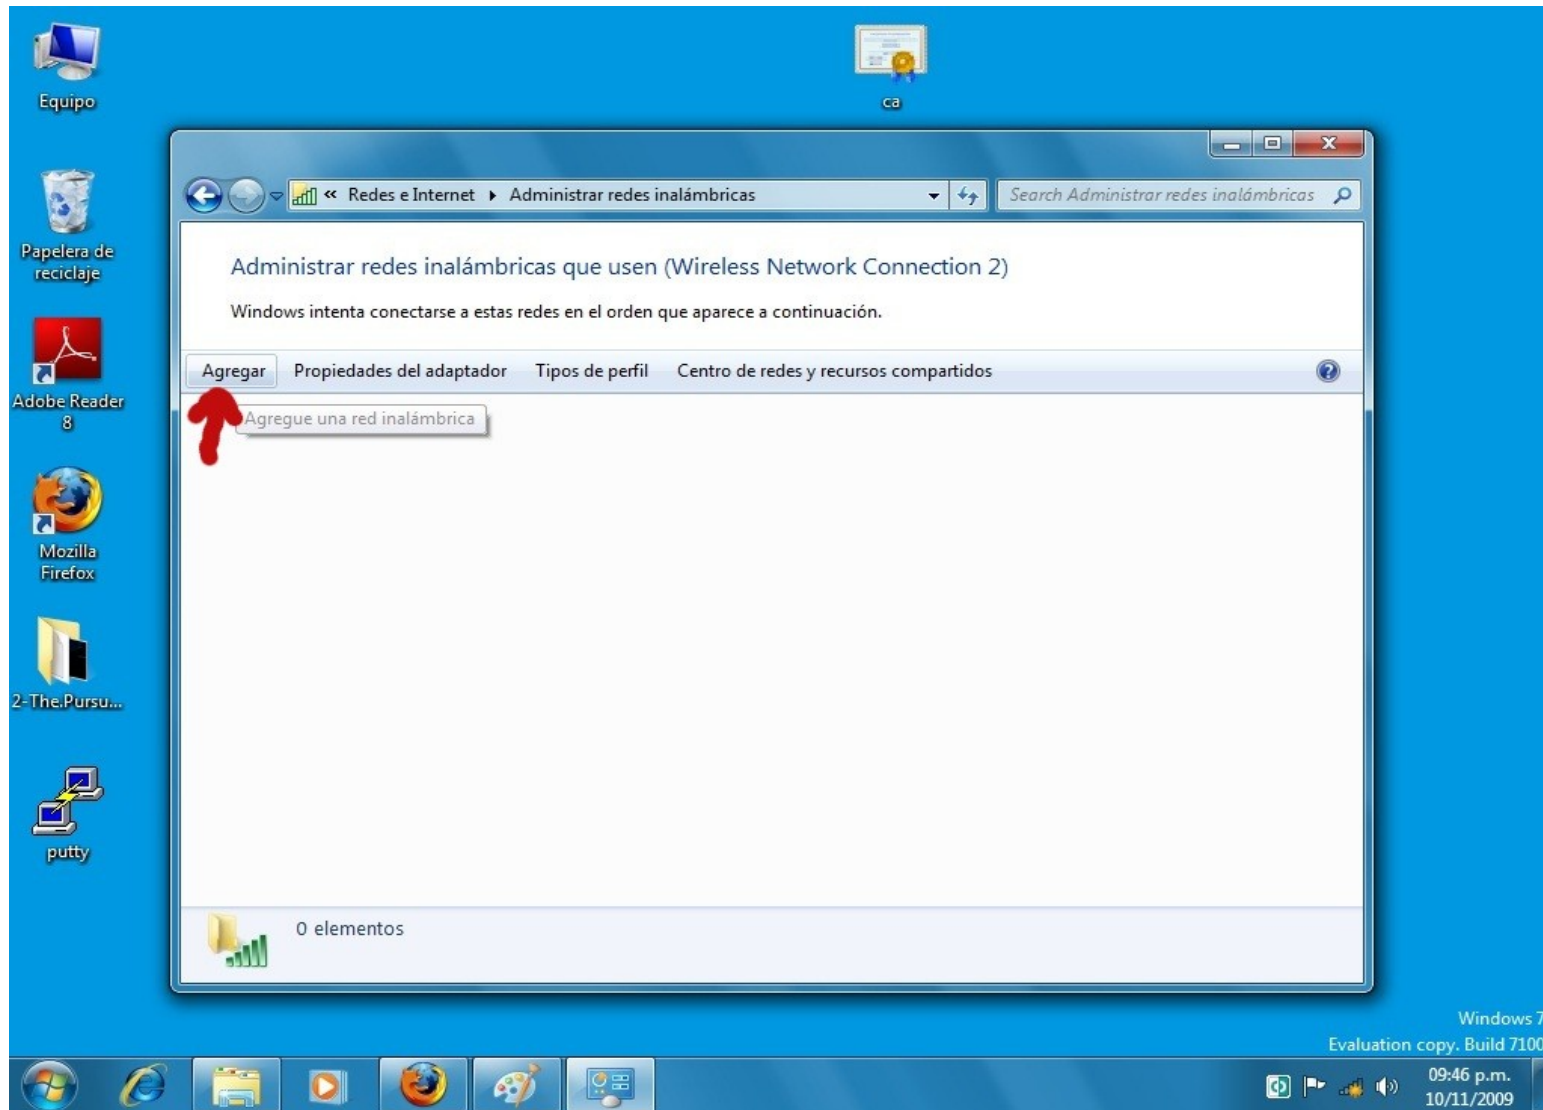 Equipo
ca
Papelera de
reciclaje
Adobe Reader
8
Mozilla
Firefox
2-The.Pursu...
putty
« Redes e Internet Administrar redes inalámbricas
Search Administrar redes inalámbricas
Administrar redes inalámbricas que usen (Wireless Network Connection 2)
Windows intenta conectarse a estas redes en el orden que aparece a continuación.
Agregar Propiedades del adaptador Tipos de perfil Centro de redes y recursos compartidos
Agregue una red inalámbrica
0 elementos
Windows 7
Evaluation copy. Build 7100
09:46 p.m.
10/11/2009